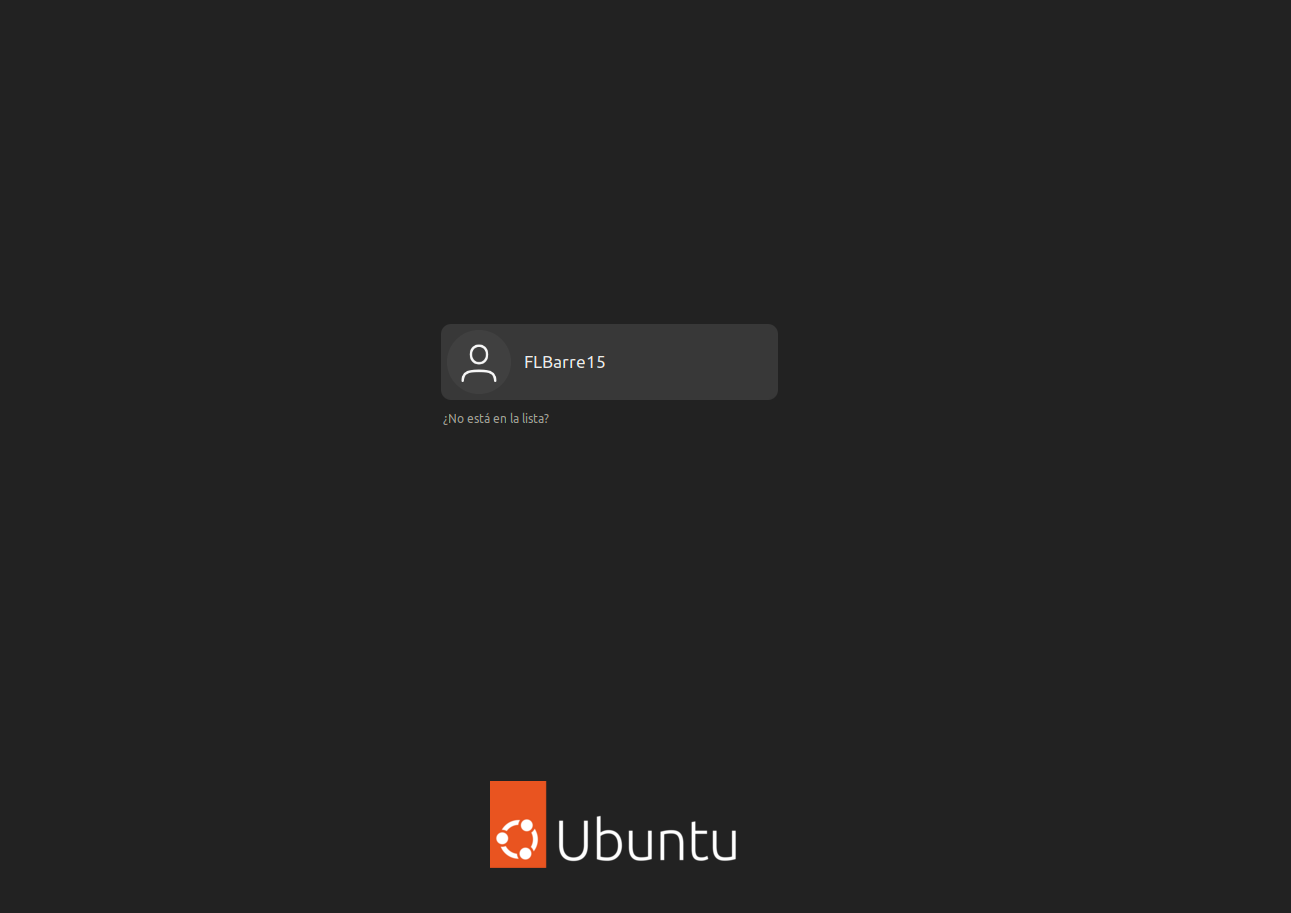 FLBarre15
¿No está en la lista?
Ubuntu